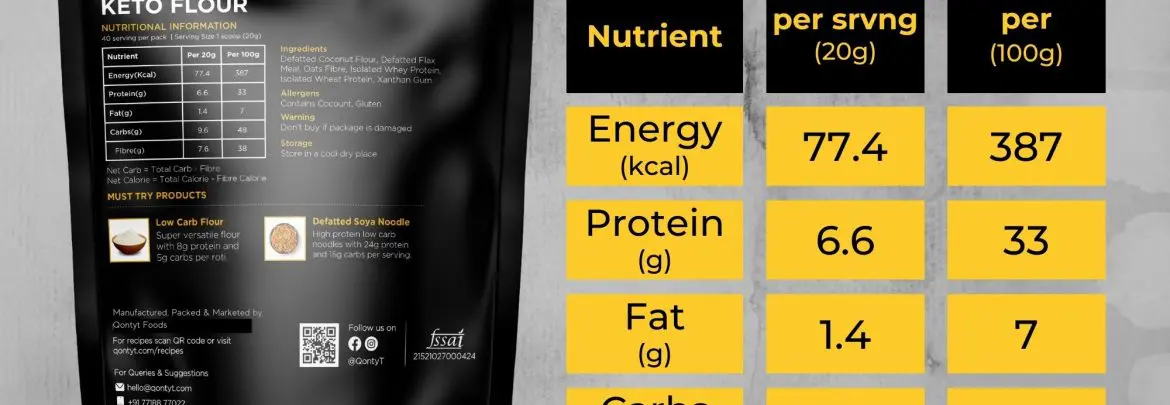 KETO FLOUR
NUTRITIONAL INFORMATION
40 serving per pack | Serving Size 1 scoop (20g)
Nutrient Per 20g Per 100g
Energy(Kcal) 77.4 387
Protein(g) 6.6 33
Fat(g) 1.4 7
Carbs(g) 9.6 48
Fibre(g) 7.6 38
Net Carb = Total Carb - Fibre
Net Calorie = Total Calorie - Fibre Calorie
Ingredients
Defatted Coconut Flour, Defatted Flax
Meal, Oats Fibre, Isolated Whey Protein,
Isolated Wheat Protein, Xanthan Gum
Allergens
Contains Cocount, Gluten
Warning
Don't buy if package is damaged
Storage
Store in a cool dry place
MUST TRY PRODUCTS
Low Carb Flour
Super versatile flour
with 8g protein and
5g carbs per roti.
Defatted Soya Noodle
High protein low carb
noodles with 24g protein
and 16g carbs per serving.
Manufactured, Packed & Marketed by
Qontyt Foods
For recipes scan QR code or visit
qontyt.com/recipes
For Queries & Suggestions
hello@qontyt.com
+91 77188 77022
Follow us on
@QontyT
fssai
21521027000424
Nutrient per srvng (20g) per (100g)
Energy (kcal) 77.4 387
Protein (g) 6.6 33
Fat (g) 1.4 7
Carbs